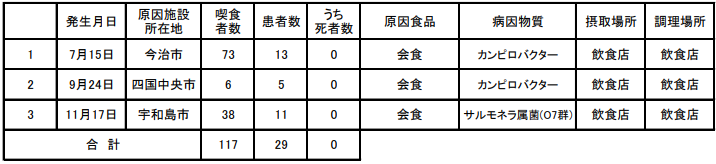 発生月日 原因施設所在地 喫食者数 患者数 うち死者数 原因食品 病因物質 摂取場所 調理場所
1 7月15日 今治市 73 13 0 会食 カンピロバクター 飲食店 飲食店
2 9月24日 四国中央市 6 5 0 会食 カンピロバクター 飲食店 飲食店
3 11月17日 宇和島市 38 11 0 会食 サルモネラ属菌(O7群) 飲食店 飲食店
合 計 117 29 0